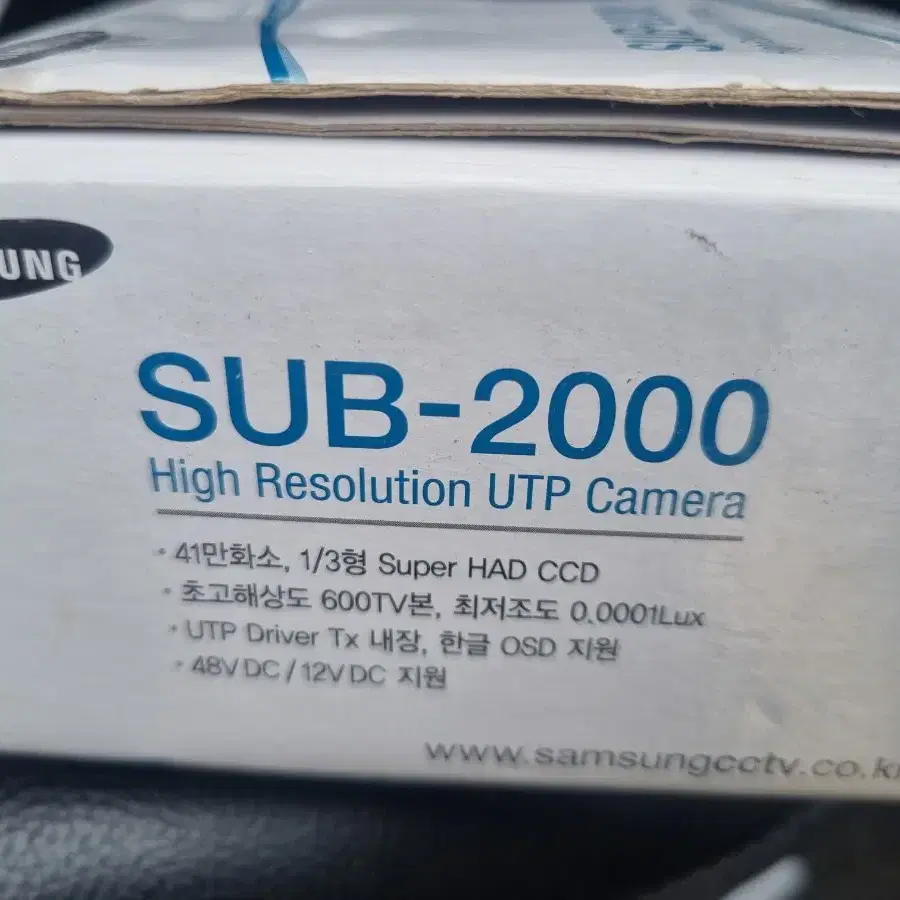 UNG
SUB-2000
High Resolution UTP Camera
· 41만화소, 1/3형 Super HAD CCD
· 초고해상도 600TV본, 최저조도 0.0001Lux
· UTP Driver Tx 내장, 한글 OSD 지원
· 48V DC / 12V DC 지원
www.samsungcctv.co.k